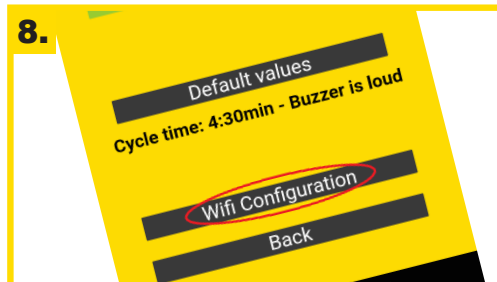 8.
Default values
Cycle time: 4:30min - Buzzer is loud
Wifi Configuration
Back